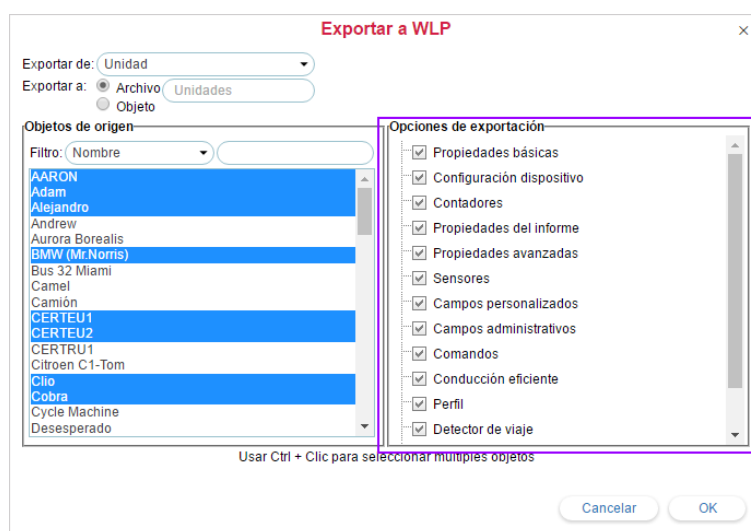 Exportar a WLP
×
Exportar de: Unidad
Exportar a: Archivo Unidades
Objeto
Objetos de origen
Filtro: Nombre
AARON
Adam
Alejandro
Andrew
Aurora Borealis
BMW (Mr.Norris)
Bus 32 Miami
Camel
Camión
CERTEU1
CERTEU2
CERTRU1
Citroen C1-Tom
Clio
Cobra
Cycle Machine
Desesperado
Opciones de exportación
Propiedades básicas
Configuración dispositivo
Contadores
Propiedades del informe
Propiedades avanzadas
Sensores
Campos personalizados
Campos administrativos
Comandos
Conducción eficiente
Perfil
Detector de viaje
Usar Ctrl + Clic para seleccionar múltiples objetos
Cancelar OK